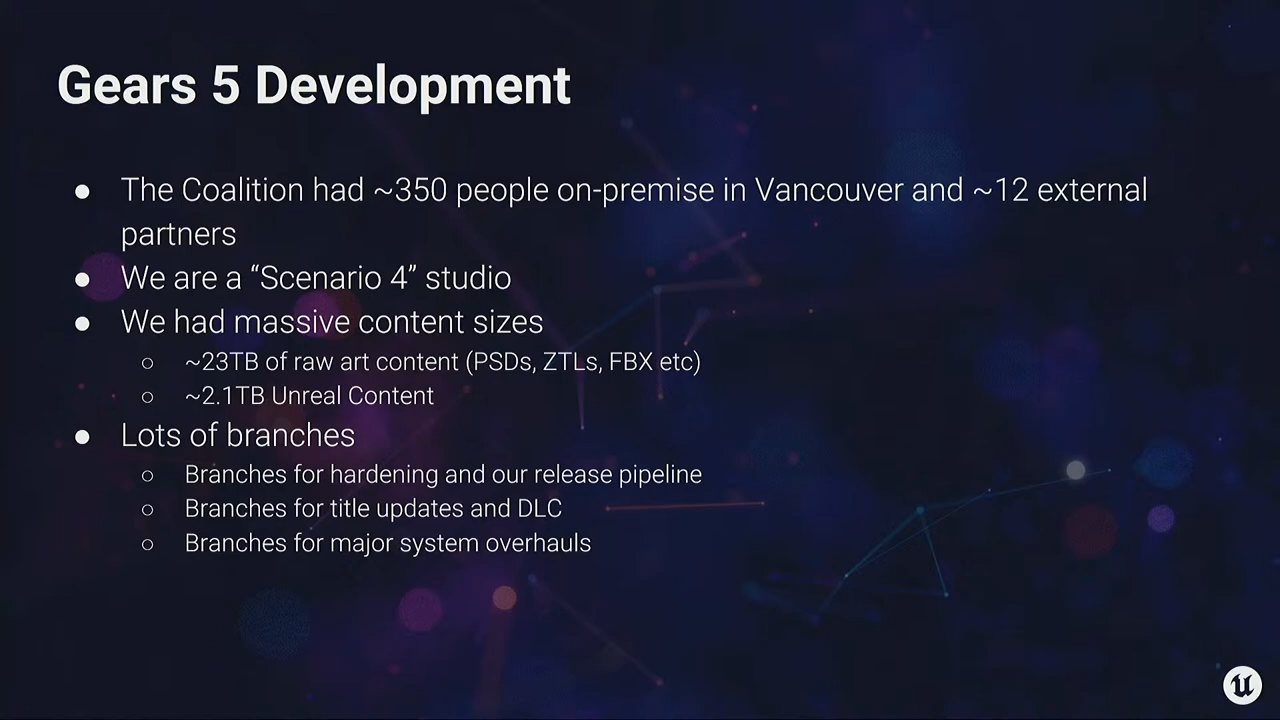 Gears 5 Development
● The Coalition had ~350 people on-premise in Vancouver and ~12 external
partners
● We are a “Scenario 4” studio
● We had massive content sizes
○ ~23TB of raw art content (PSDs, ZTLs, FBX etc)
○ ~2.1TB Unreal Content
● Lots of branches
○ Branches for hardening and our release pipeline
○ Branches for title updates and DLC
○ Branches for major system overhauls